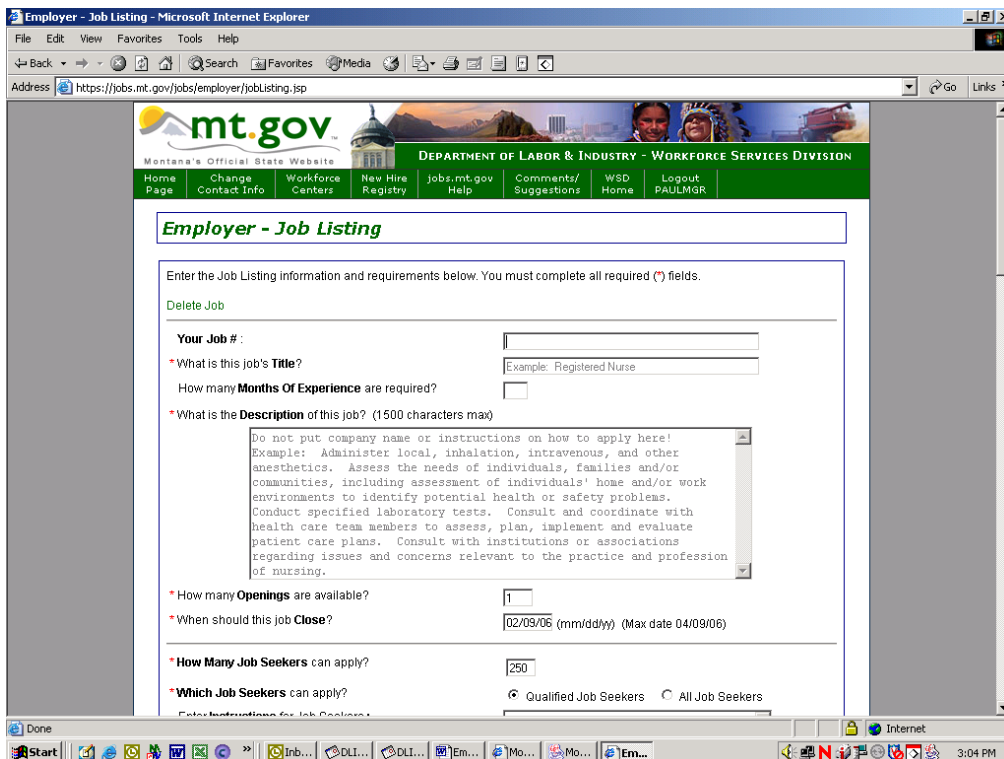 Employer - Job Listing - Microsoft Internet Explorer
File Edit View Favorites Tools Help
Back Search Favorites Media
Address https://jobs.mt.gov/jobs/employer/jobListing.jsp Go Links
mt.gov
Montana's Official State Website
DEPARTMENT OF LABOR & INDUSTRY - WORKFORCE SERVICES DIVISION
Home Page Change Contact Info Workforce Centers New Hire Registry jobs.mt.gov Help Comments/Suggestions WSD Home Logout PAULMGR
Employer - Job Listing
Enter the Job Listing information and requirements below. You must complete all required (*) fields.
Delete Job
Your Job # :
* What is this job's Title? Example: Registered Nurse
How many Months Of Experience are required?
* What is the Description of this job? (1500 characters max)
Do not put company name or instructions on how to apply here!
Example: Administer local, inhalation, intravenous, and other
anesthetics. Assess the needs of individuals, families and/or
communities, including assessment of individuals' home and/or work
environments to identify potential health or safety problems.
Conduct specified laboratory tests. Consult and coordinate with
health care team members to assess, plan, implement and evaluate
patient care plans. Consult with institutions or associations
regarding issues and concerns relevant to the practice and profession
of nursing.
* How many Openings are available? 1
* When should this job Close? 02/09/06 (mm/dd/yy) (Max date 04/09/06)
* How Many Job Seekers can apply? 250
* Which Job Seekers can apply? Qualified Job Seekers All Job Seekers
Enter Instructions for Job Seekers:
Done Internet
Start Inb... DLI... DLI... Em... Mo... Mo... Em... 3:04 PM